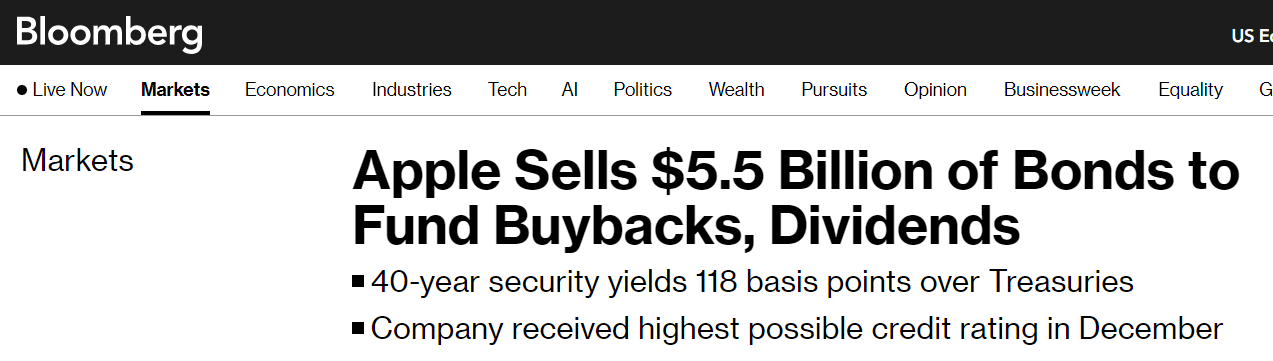 Bloomberg
US Ec
Live Now Markets Economics Industries Tech AI Politics Wealth Pursuits Opinion Businessweek Equality G
Markets
Apple Sells $5.5 Billion of Bonds to
Fund Buybacks, Dividends
40-year security yields 118 basis points over Treasuries
Company received highest possible credit rating in December